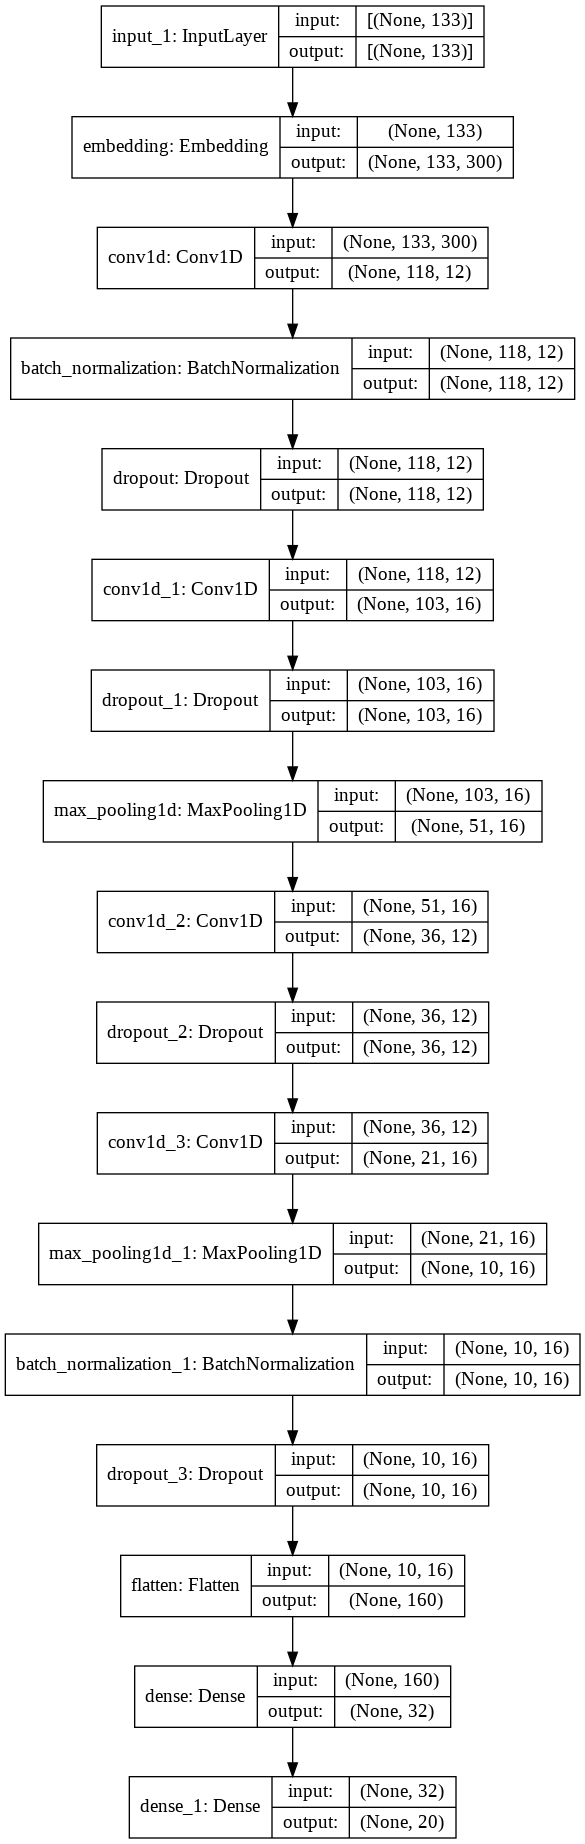 input_1: InputLayer
input: [(None, 133)]
output: [(None, 133)]
embedding: Embedding
input: (None, 133)
output: (None, 133, 300)
conv1d: Conv1D
input: (None, 133, 300)
output: (None, 118, 12)
batch_normalization: BatchNormalization
input: (None, 118, 12)
output: (None, 118, 12)
dropout: Dropout
input: (None, 118, 12)
output: (None, 118, 12)
conv1d_1: Conv1D
input: (None, 118, 12)
output: (None, 103, 16)
dropout_1: Dropout
input: (None, 103, 16)
output: (None, 103, 16)
max_pooling1d: MaxPooling1D
input: (None, 103, 16)
output: (None, 51, 16)
conv1d_2: Conv1D
input: (None, 51, 16)
output: (None, 36, 12)
dropout_2: Dropout
input: (None, 36, 12)
output: (None, 36, 12)
conv1d_3: Conv1D
input: (None, 36, 12)
output: (None, 21, 16)
max_pooling1d_1: MaxPooling1D
input: (None, 21, 16)
output: (None, 10, 16)
batch_normalization_1: BatchNormalization
input: (None, 10, 16)
output: (None, 10, 16)
dropout_3: Dropout
input: (None, 10, 16)
output: (None, 10, 16)
flatten: Flatten
input: (None, 10, 16)
output: (None, 160)
dense: Dense
input: (None, 160)
output: (None, 32)
dense_1: Dense
input: (None, 32)
output: (None, 20)